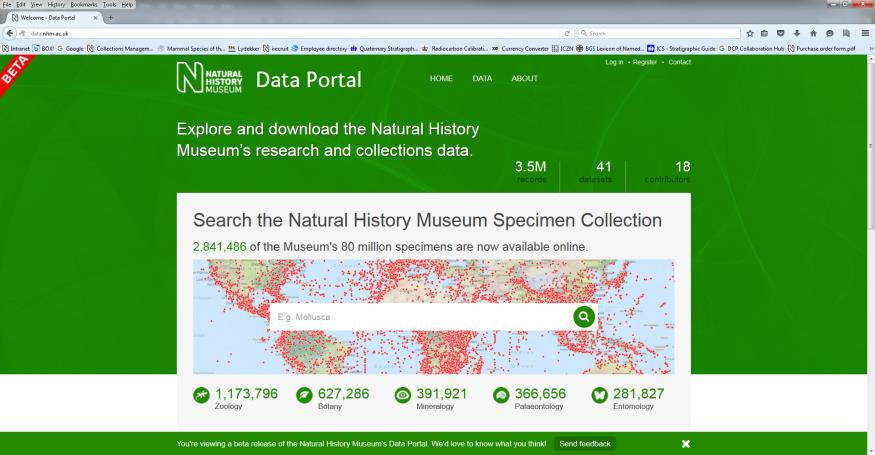 File Edit View History Bookmarks Tools Help
Welcome - Data Portal
data.nhm.ac.uk
Search
Intranet BOX! Google Collections Managem... Mammal Species of th... Lydekker irecruit Employee directory Quaternary Stratigraph... Radiocarbon Calibrati... Currency Converter ICZN BGS Lexicon of Named... ICS - Stratigraphic Guide DCP Collaboration Hub Purchase order form.pdf
BETA
Log in • Register • Contact
NATURAL
HISTORY
MUSEUM
Data Portal
HOME DATA ABOUT
Explore and download the Natural History
Museum's research and collections data.
3.5M 41 18
records datasets contributors
Search the Natural History Museum Specimen Collection
2,841,486 of the Museum's 80 million specimens are now available online.
E.g. Mollusca
1,173,796 627,286 391,921 366,656 281,827
Zoology Botany Mineralogy Palaeontology Entomology
You're viewing a beta release of the Natural History Museum's Data Portal. We'd love to know what you think! Send feedback